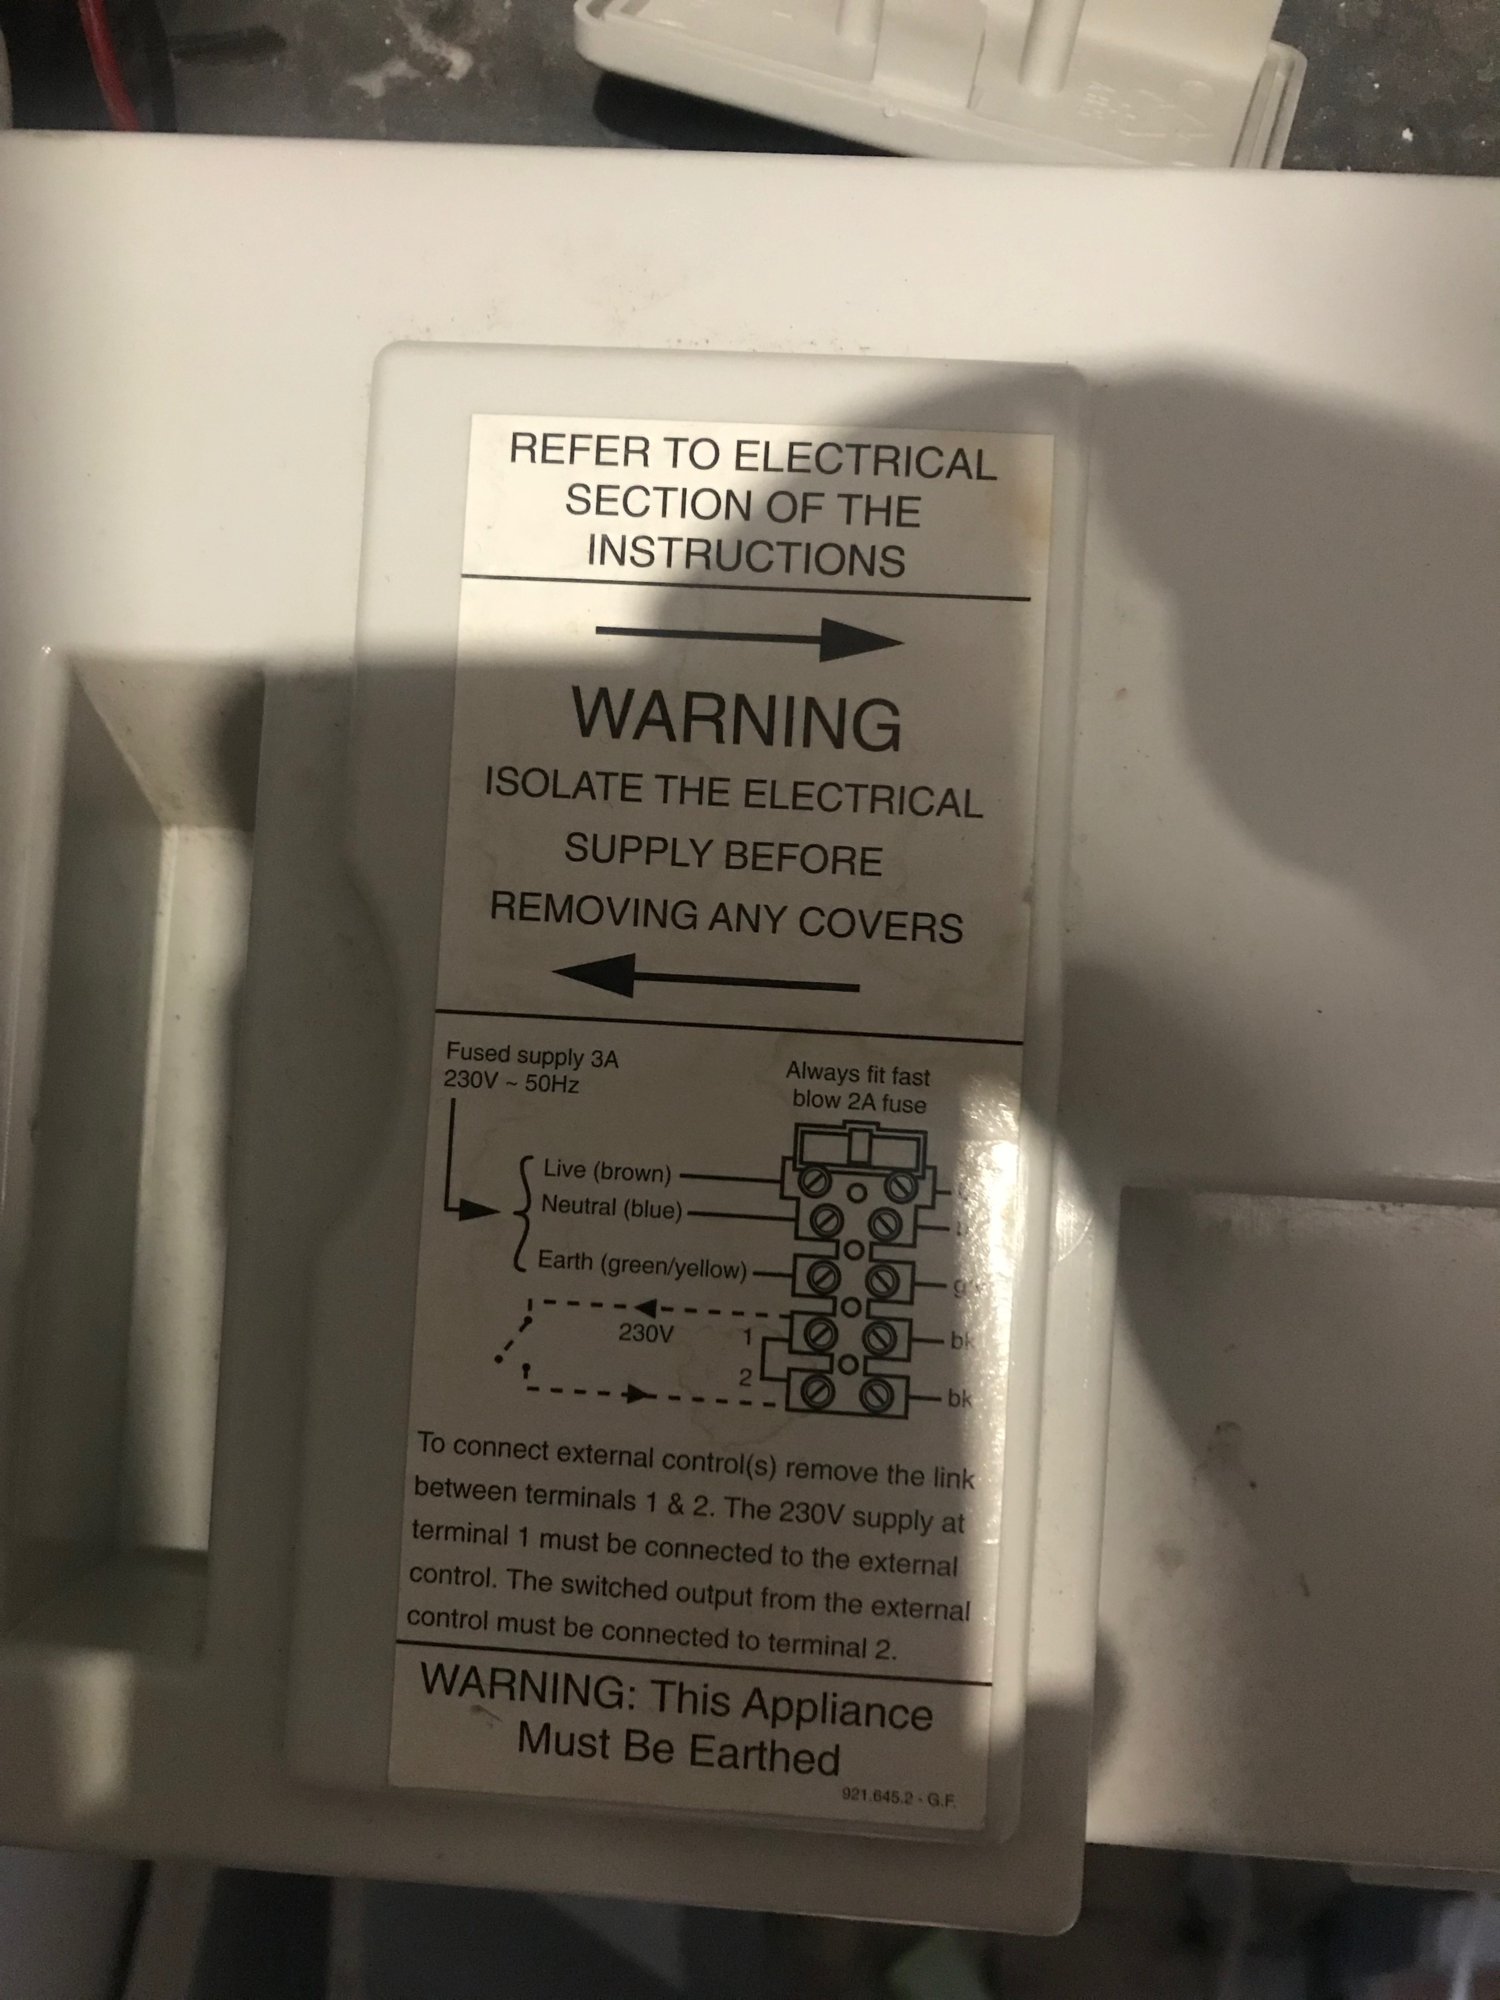 REFER TO ELECTRICAL
SECTION OF THE
INSTRUCTIONS
WARNING
ISOLATE THE ELECTRICAL
SUPPLY BEFORE
REMOVING ANY COVERS
Fused supply 3A
230V ~ 50Hz
Always fit fast
blow 2A fuse
Live (brown)
Neutral (blue)
Earth (green/yellow)
230V
1
2
bk
bk
To connect external control(s) remove the link
between terminals 1 & 2. The 230V supply at
terminal 1 must be connected to the external
control. The switched output from the external
control must be connected to terminal 2.
WARNING: This Appliance
Must Be Earthed
921.645.2 - G.F.